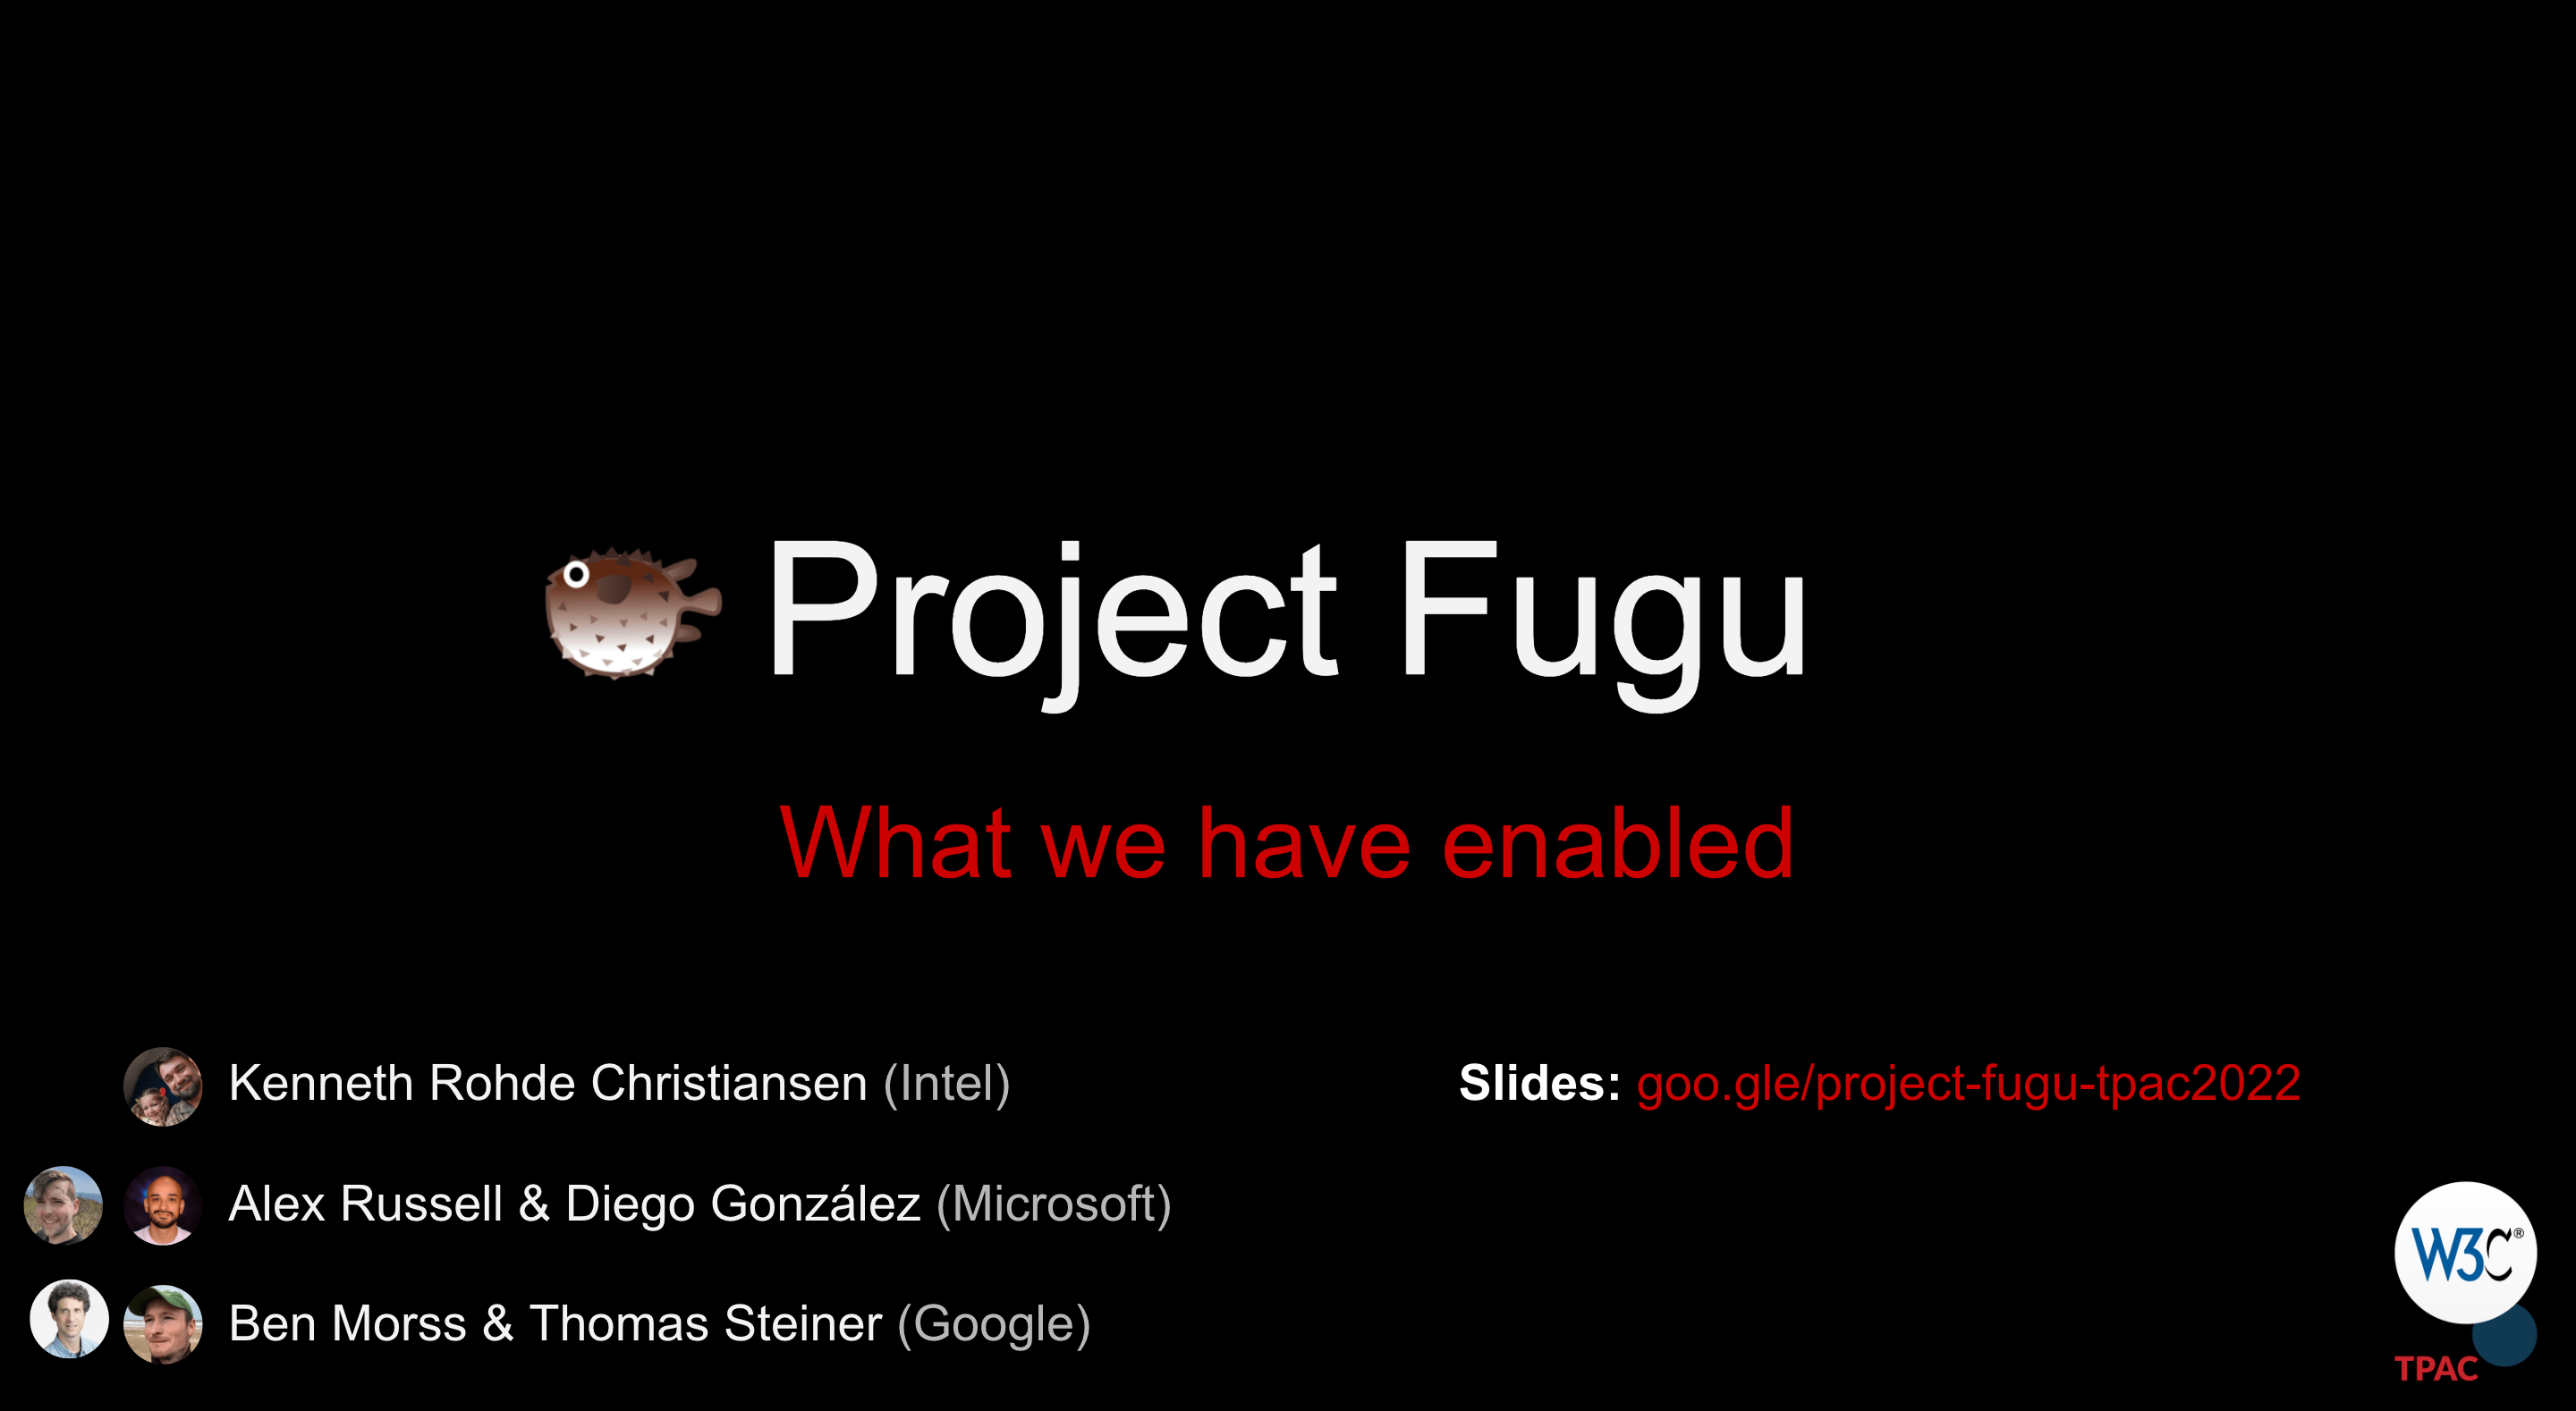 Project Fugu
What we have enabled
Kenneth Rohde Christiansen (Intel)
Alex Russell & Diego González (Microsoft)
Ben Morss & Thomas Steiner (Google)
Slides: goo.gle/project-fugu-tpac2022
W3C®
TPAC